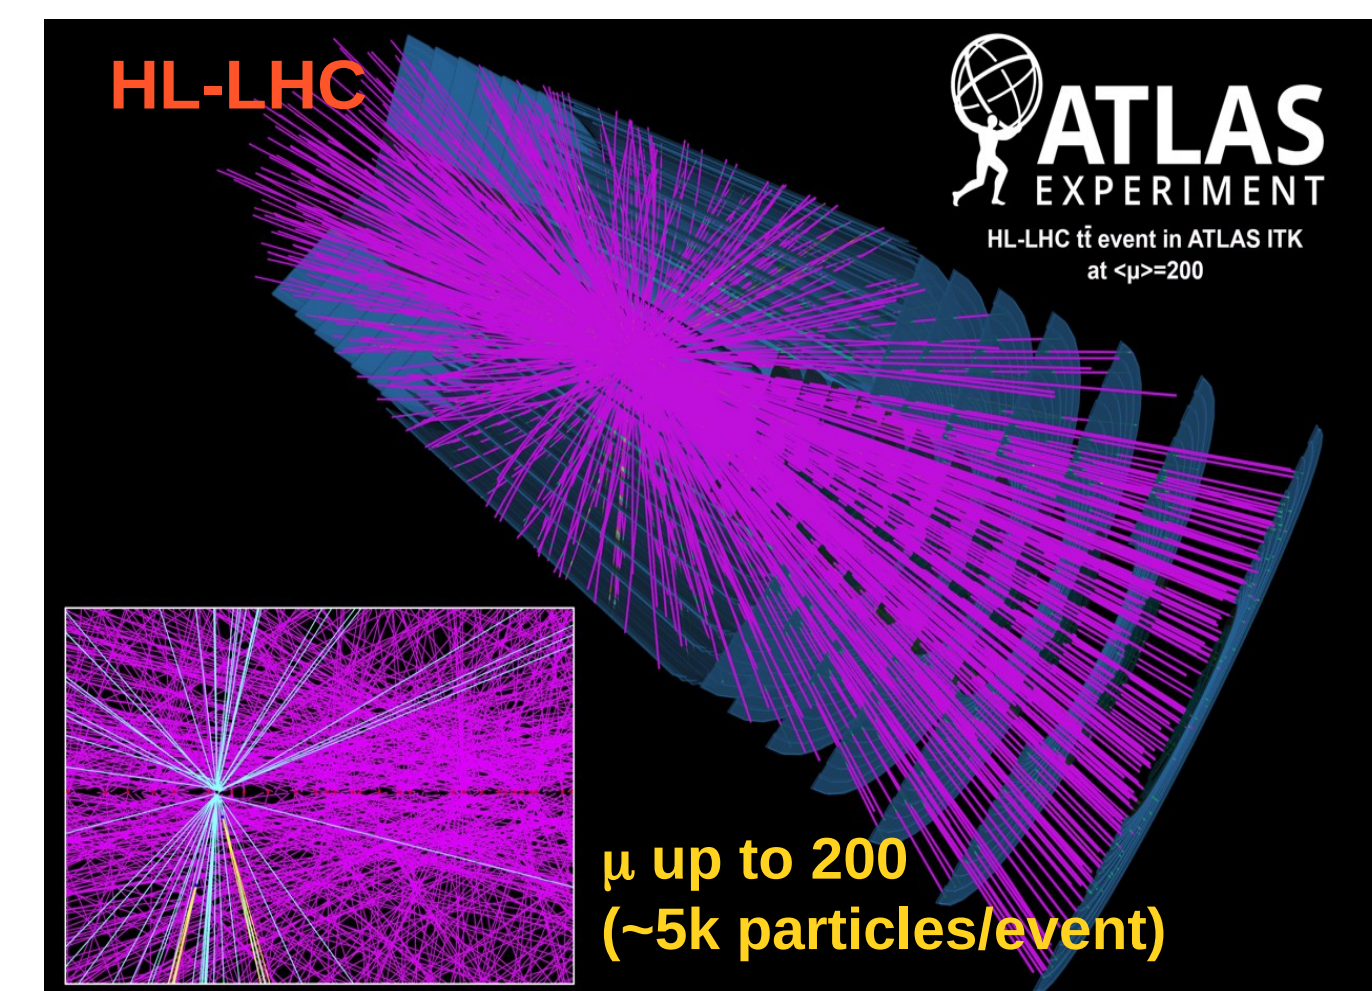 HL-LHC
ATLAS
EXPERIMENT
HL-LHC tt̄ event in ATLAS ITK
at <μ>=200
μ up to 200
(~5k particles/event)